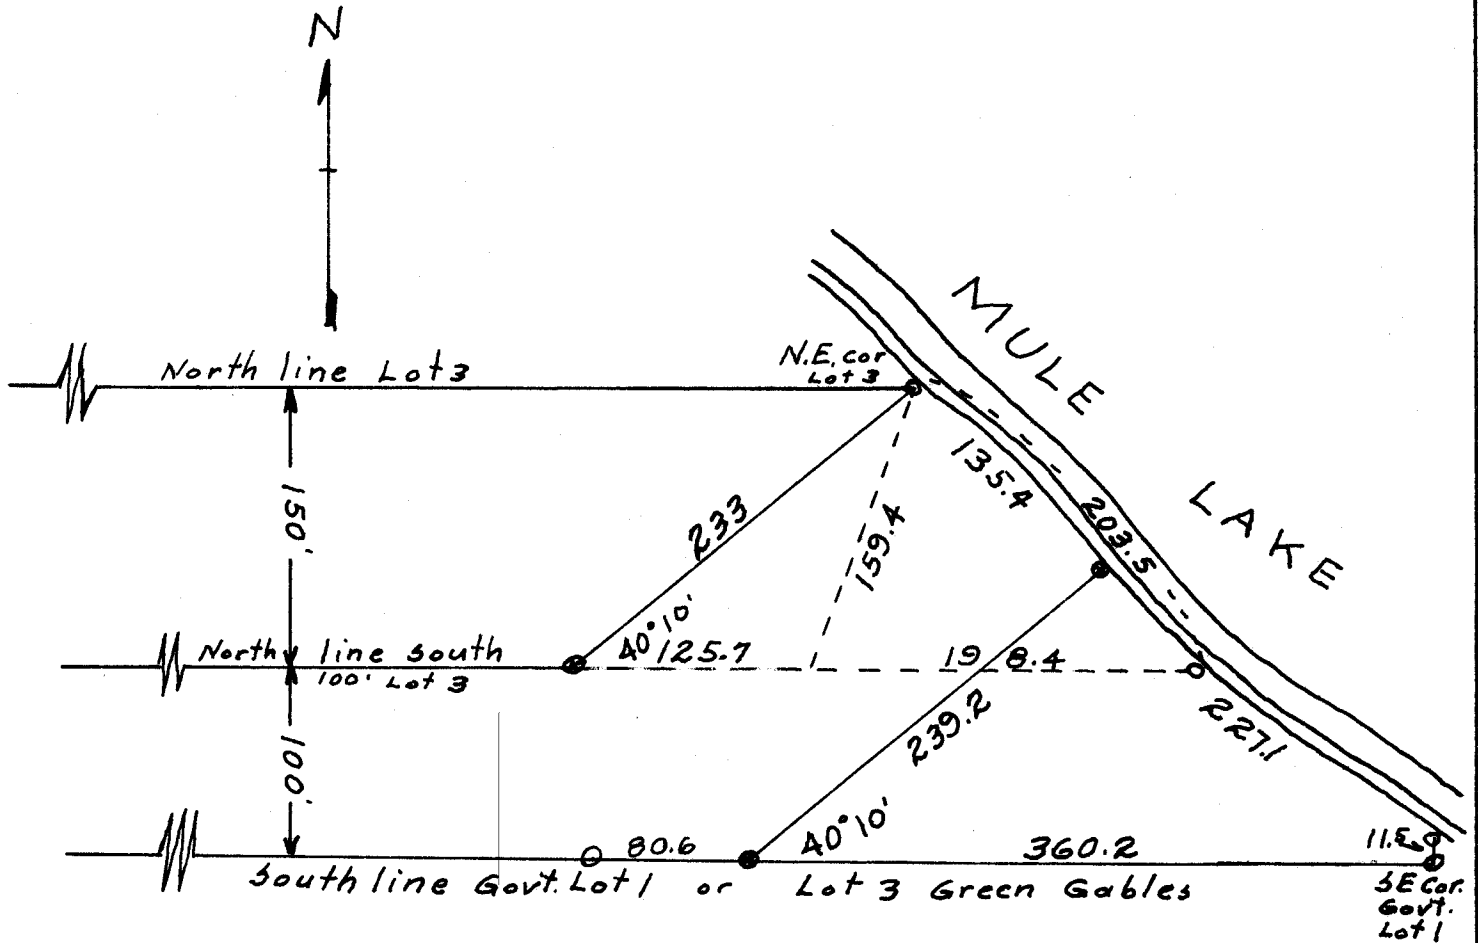 N
MULE
LAKE
North line Lot 3
N.E. cor
Lot 3
135.4
150'
233
159.4
203.5
40°10'
North line south
100' Lot 3
125.7
198.4
239.2
227.1
100'
40°10'
80.6
360.2
South line Govt. Lot 1 or Lot 3 Green Gables
SE Cor.
Govt.
Lot 1